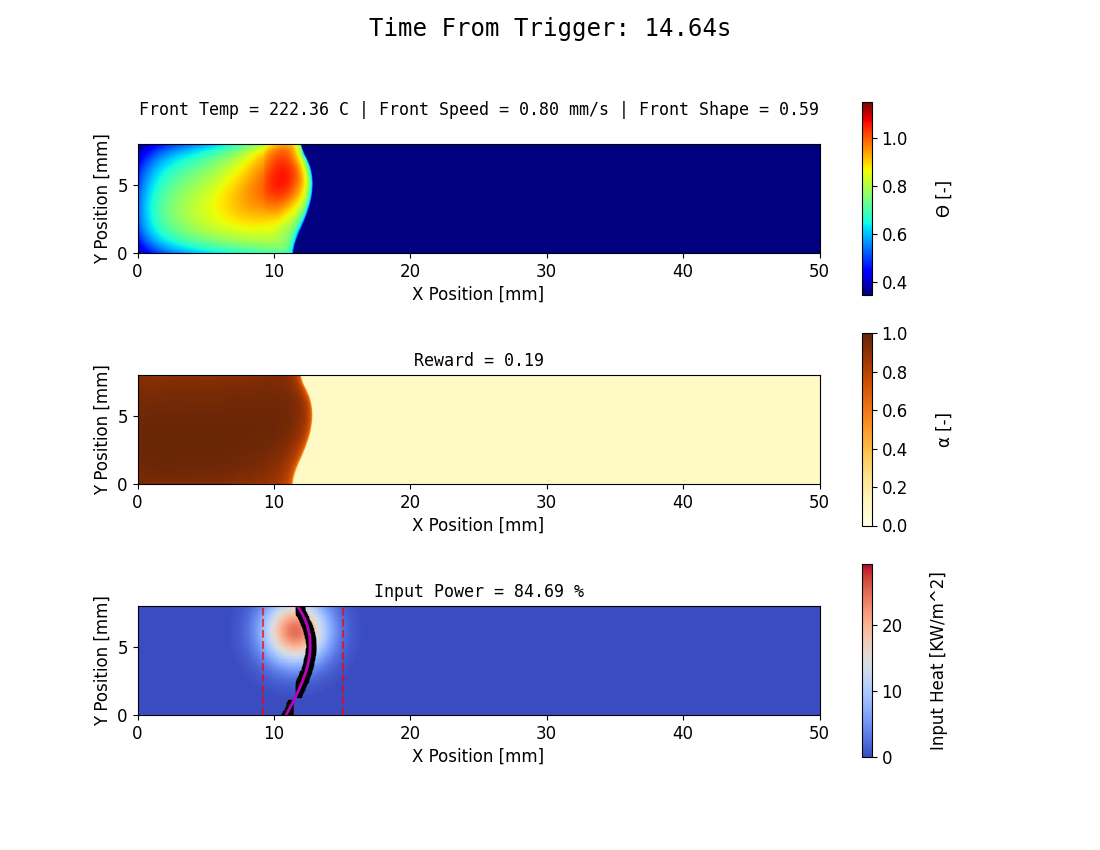 Time From Trigger: 14.64s
Front Temp = 222.36 C | Front Speed = 0.80 mm/s | Front Shape = 0.59
Y Position [mm]
5
0
0 10 20 30 40 50
X Position [mm]
1.0
0.8
0.6
0.4
Θ [-]
Reward = 0.19
Y Position [mm]
5
0
0 10 20 30 40 50
X Position [mm]
1.0
0.8
0.6
0.4
0.2
0.0
α [-]
Input Power = 84.69 %
Y Position [mm]
5
0
0 10 20 30 40 50
X Position [mm]
20
10
0
Input Heat [KW/m^2]